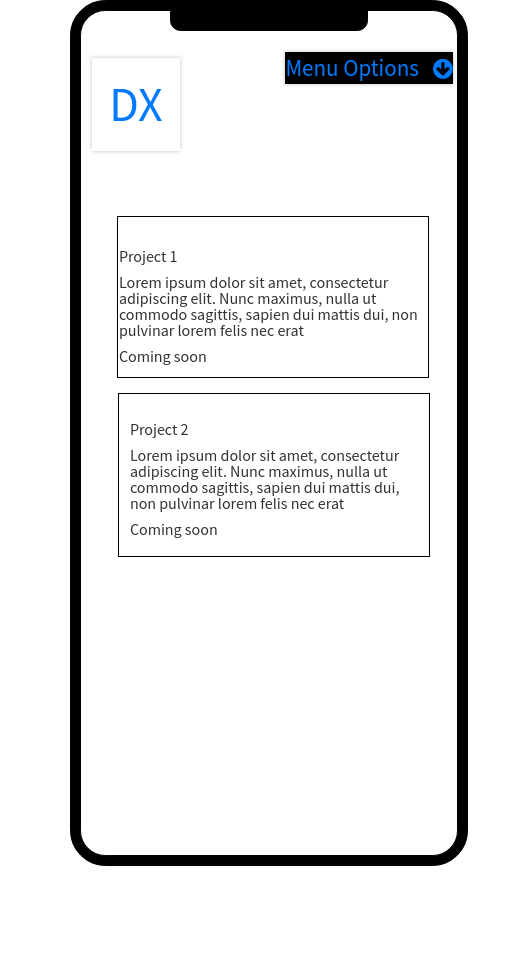 DX
Menu Options
Project 1
Lorem ipsum dolor sit amet, consectetur
adipiscing elit. Nunc maximus, nulla ut
commodo sagittis, sapien dui mattis dui, non
pulvinar lorem felis nec erat
Coming soon
Project 2
Lorem ipsum dolor sit amet, consectetur
adipiscing elit. Nunc maximus, nulla ut
commodo sagittis, sapien dui mattis dui,
non pulvinar lorem felis nec erat
Coming soon